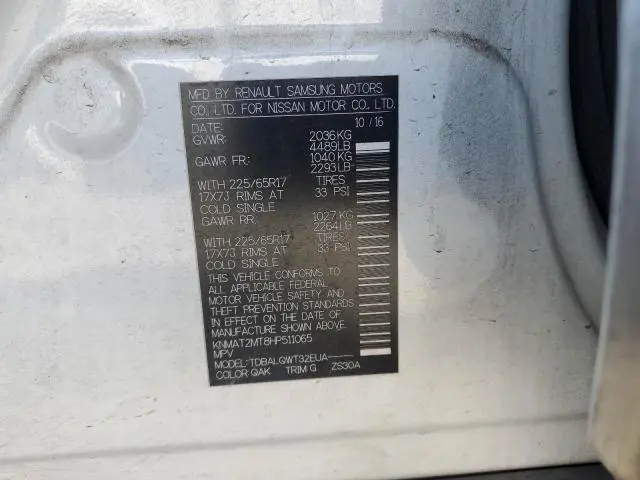 MFD BY RENAULT SAMSUNG MOTORS
CO., LTD. FOR NISSAN MOTOR CO., LTD.
DATE: 10 / 16
GVWR: 2036KG
4489LB
GAWR FR: 1040KG
2293LB
WITH 225/65R17 TIRES
17X7J RIMS AT 33 PSI
COLD SINGLE
GAWR RR: 1027 KG
2264LB
WITH 225/65R17 TIRES
17X7J RIMS AT 33 PSI
COLD SINGLE
THIS VEHICLE CONFORMS TO
ALL APPLICABLE FEDERAL
MOTOR VEHICLE SAFETY AND
THEFT PREVENTION STANDARDS
IN EFFECT ON THE DATE OF
MANUFACTURE SHOWN ABOVE.
KNMAT2MT8HP511065
MPV
MODEL: TDBALQWT32EUA-----
COLOR: QAK TRIM: G ZS30A